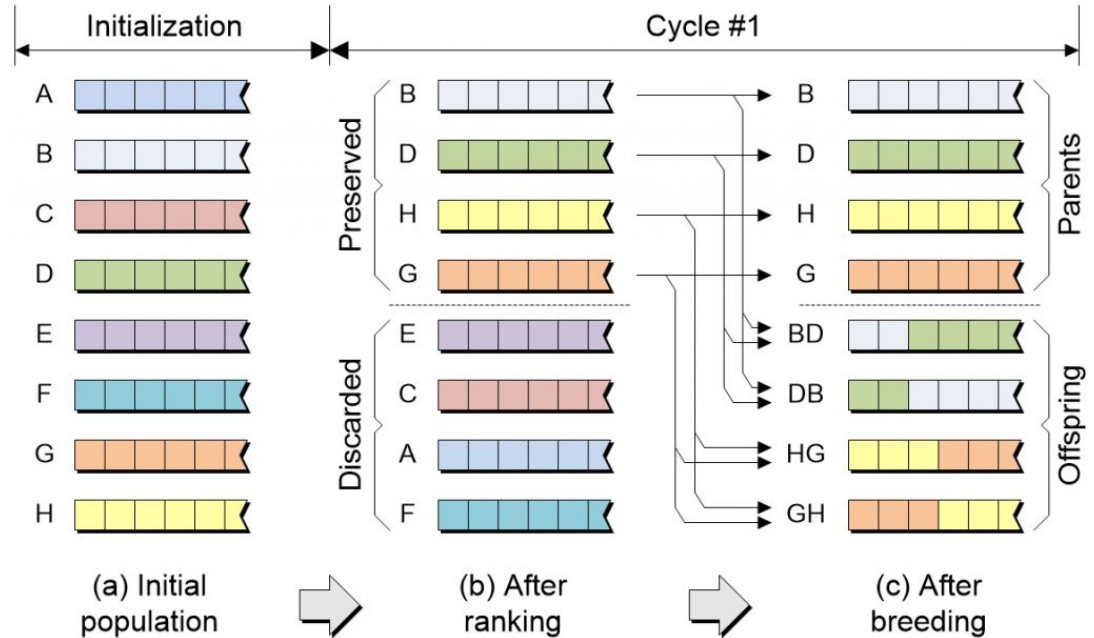 Initialization
Cycle #1
A
B
C
D
E
F
G
H
Preserved
Discarded
B
D
H
G
E
C
A
F
B
D
H
G
BD
DB
HG
GH
Parents
Offspring
(a) Initial
population
(b) After
ranking
(c) After
breeding